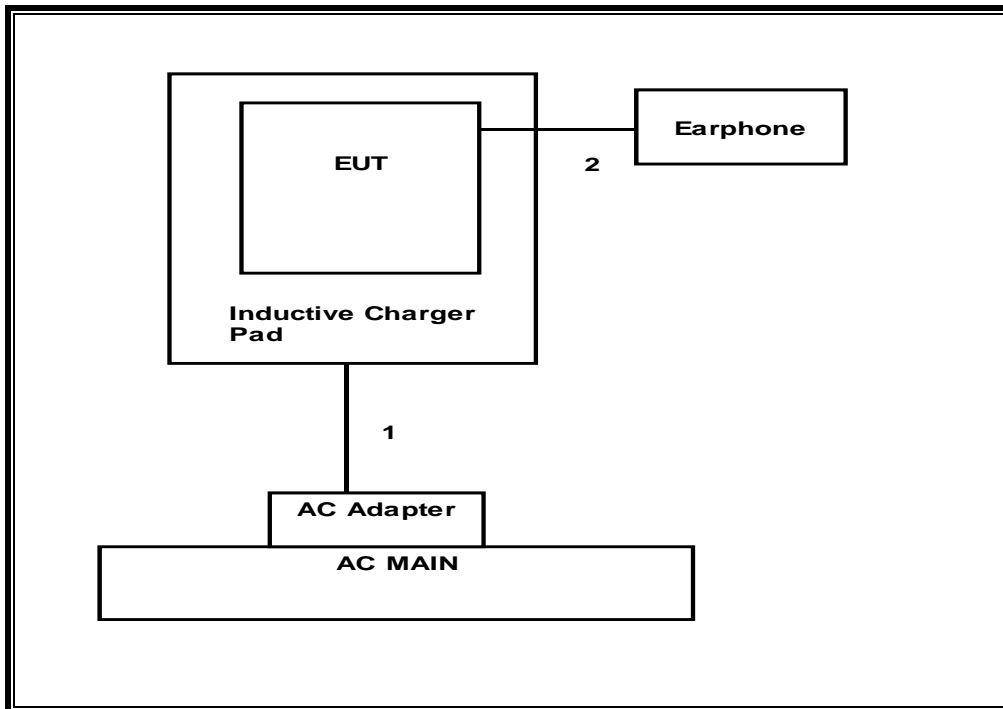 EUT
Earphone
2
Inductive Charger
Pad
1
AC Adapter
AC MAIN